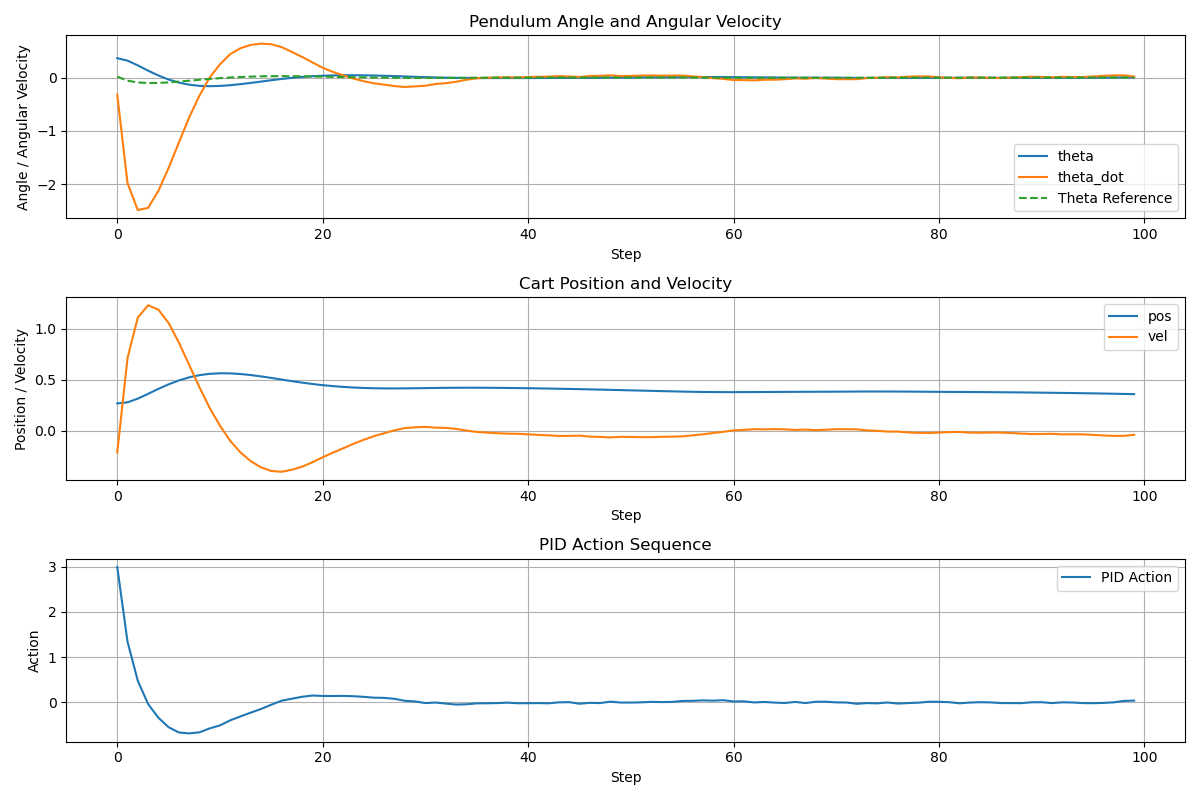 Pendulum Angle and Angular Velocity
Angle / Angular Velocity
0
−1
−2
theta
theta_dot
Theta Reference
0 20 40 60 80 100
Step
Cart Position and Velocity
Position / Velocity
1.0
0.5
0.0
pos
vel
0 20 40 60 80 100
Step
PID Action Sequence
Action
3
2
1
0
PID Action
0 20 40 60 80 100
Step